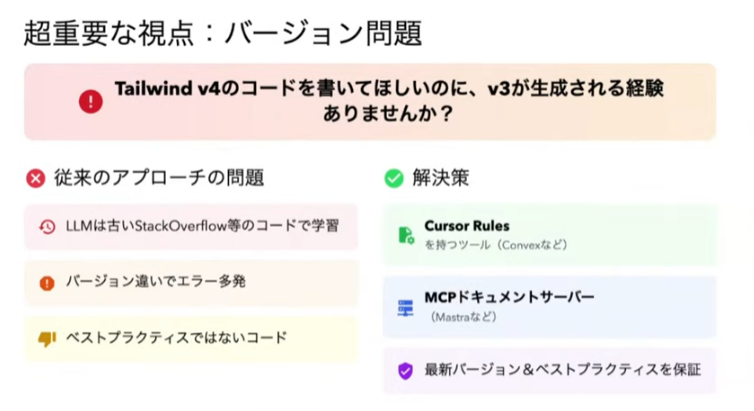 超重要な視点：バージョン問題
Tailwind v4のコードを書いてほしいのに、v3が生成される経験
ありませんか？
従来のアプローチの問題
LLMは古いStackOverflow等のコードで学習
バージョン違いでエラー多発
ベストプラクティスではないコード
解決策
Cursor Rules
を持つツール（Convexなど）
MCPドキュメントサーバー
（Mastraなど）
最新バージョン＆ベストプラクティスを保証